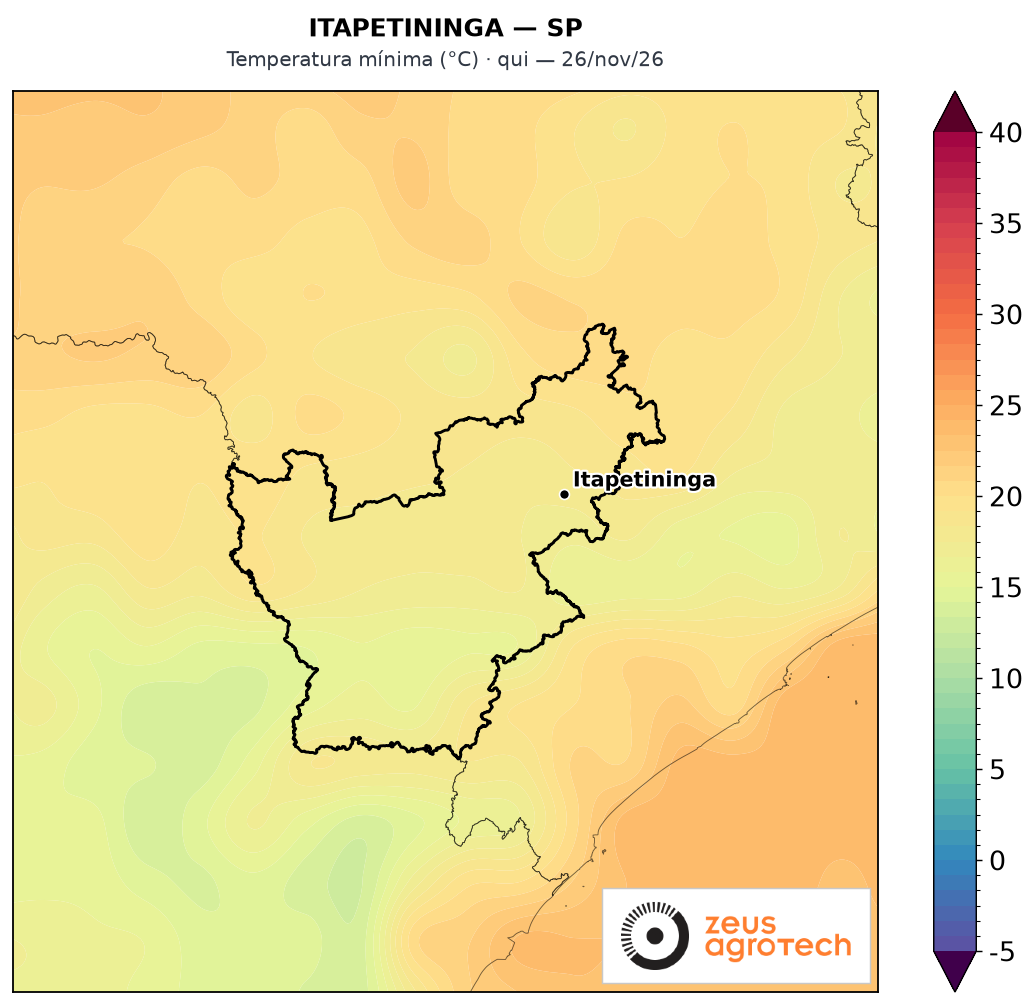 ITAPETININGA — SP
Temperatura mínima (°C) · qui — 26/nov/26
40
35
30
25
20
15
10
5
0
-5
Itapetininga
zeus
agrotech